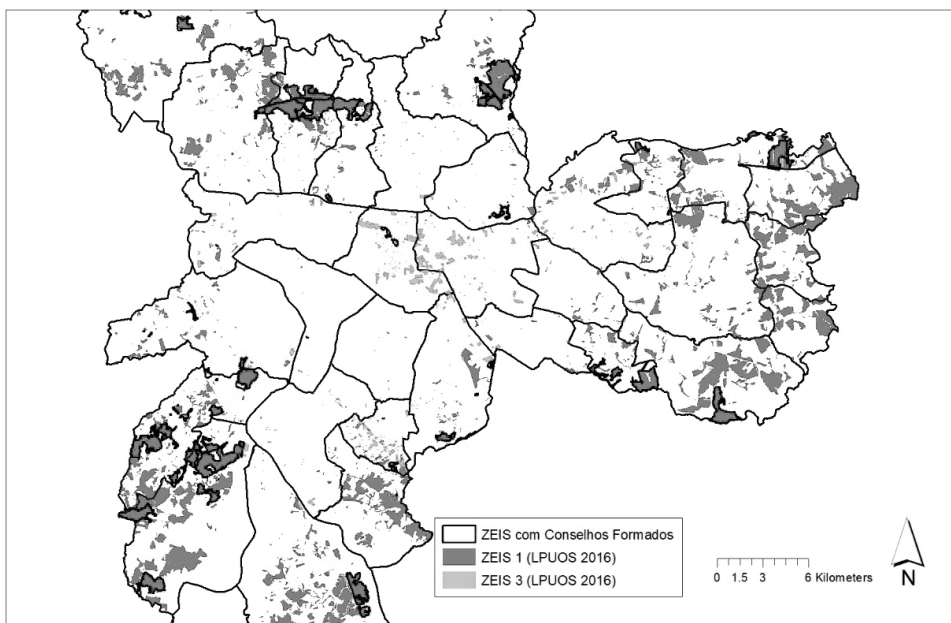 ZEIS com Conselhos Formados
ZEIS 1 (LPUOS 2016)
ZEIS 3 (LPUOS 2016)
0 1.5 3 6 Kilometers
N